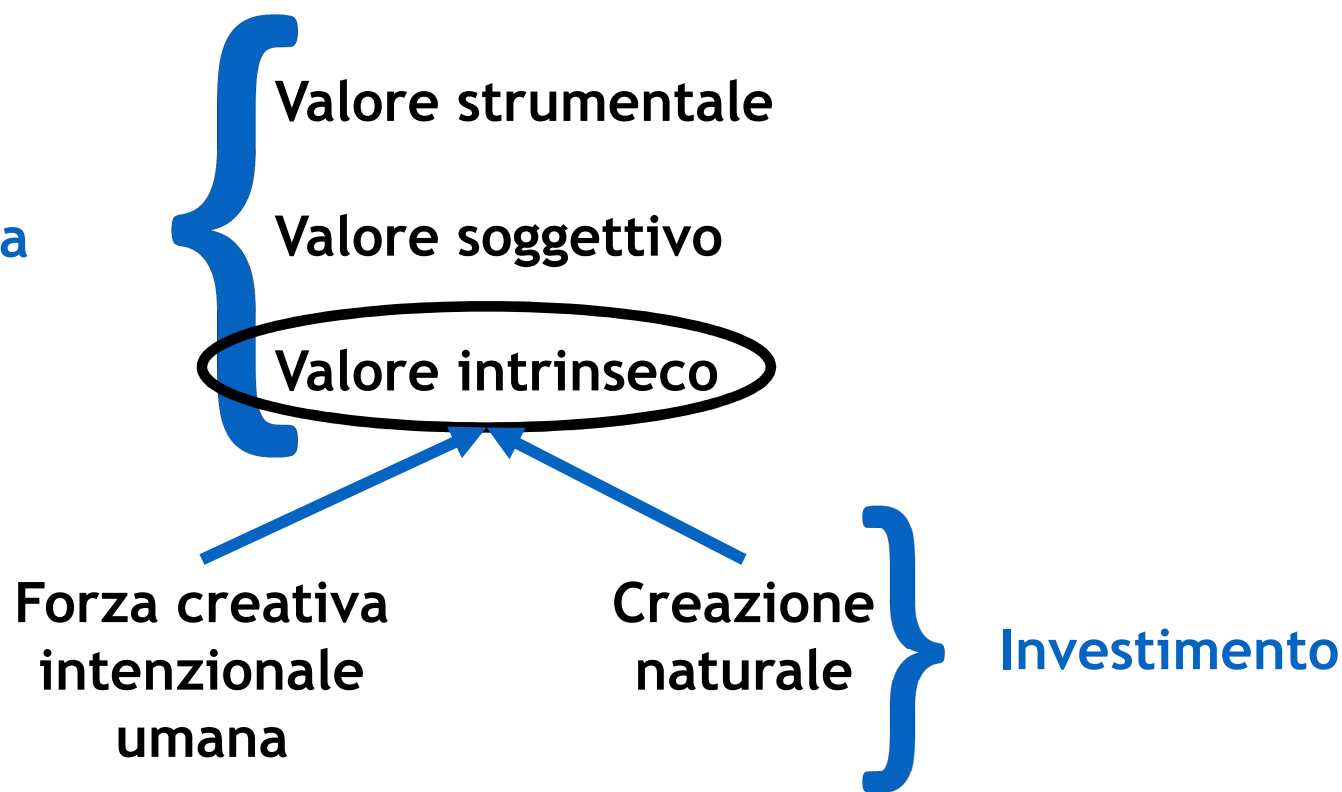 Valore strumentale
a
Valore soggettivo
Valore intrinseco
Forza creativa
intenzionale
umana
Creazione
naturale
Investimento